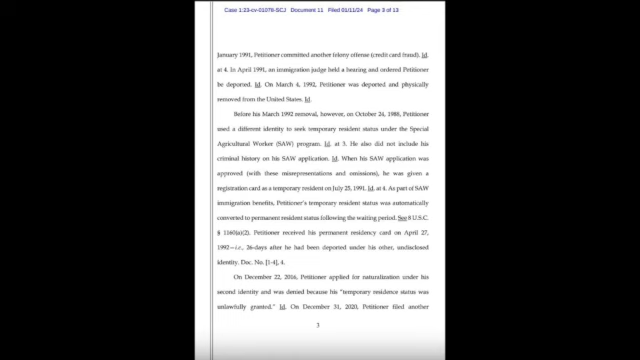 Case 1:23-cv-01078-SCJ Document 11 Filed 01/11/24 Page 3 of 13
January 1991, Petitioner committed another felony offense (credit card fraud). Id.
at 4. In April 1991, an immigration judge held a hearing and ordered Petitioner
be deported. Id. On March 4, 1992, Petitioner was deported and physically
removed from the United States. Id.
Before his March 1992 removal, however, on October 24, 1988, Petitioner
used a different identity to seek temporary resident status under the Special
Agricultural Worker (SAW) program. Id. at 3. He also did not include his
criminal history on his SAW application. Id. When his SAW application was
approved (with these misrepresentations and omissions), he was given a
registration card as a temporary resident on July 25, 1991. Id. at 4. As part of SAW
immigration benefits, Petitioner's temporary resident status was automatically
converted to permanent resident status following the waiting period. See 8 U.S.C.
§ 1160(a)(2). Petitioner received his permanent residency card on April 27,
1992—i.e., 26-days after he had been deported under his other, undisclosed
identity. Doc. No. [1-4], 4.
On December 22, 2016, Petitioner applied for naturalization under his
second identity and was denied because his "temporary residence status was
unlawfully granted." Id. On December 31, 2020, Petitioner filed another
3